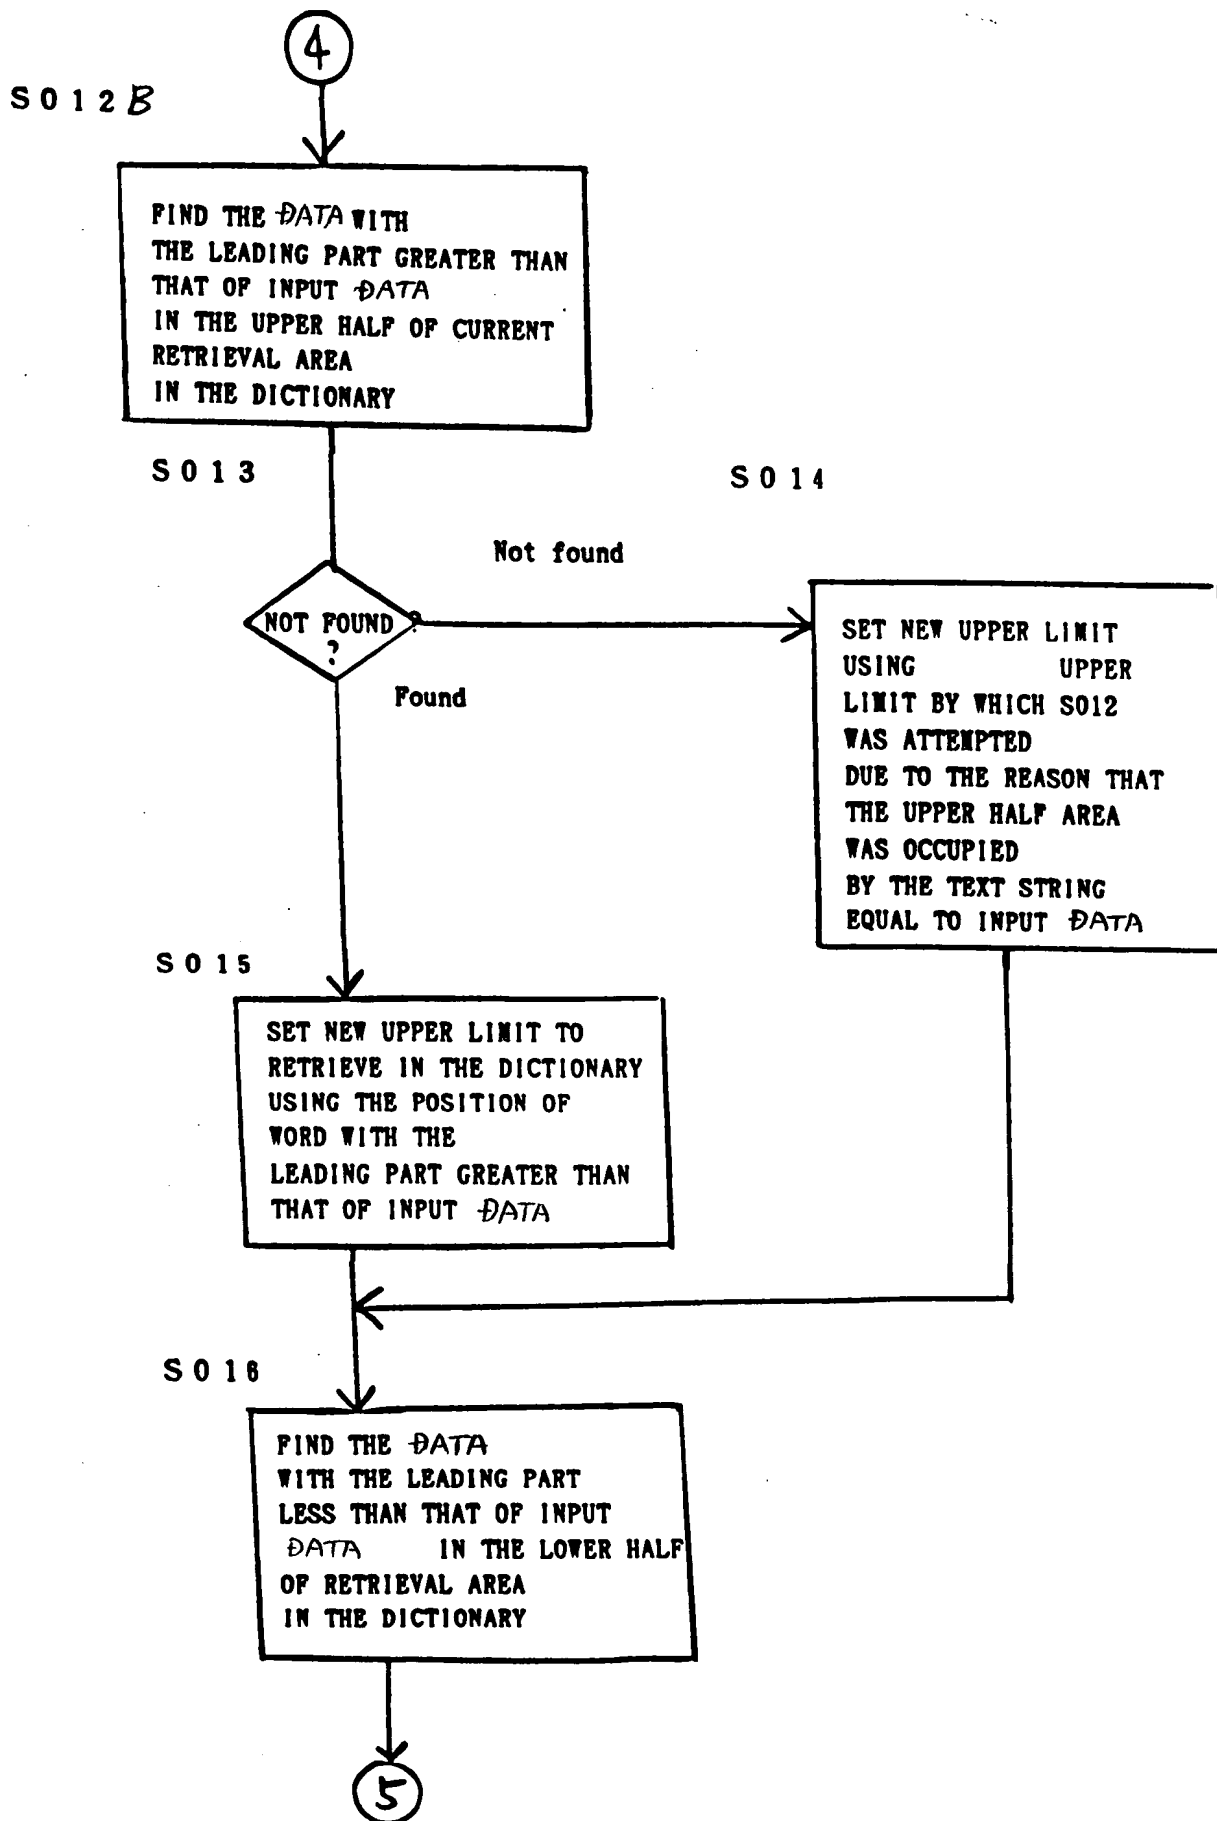 4
S012B
FIND THE DATA WITH
THE LEADING PART GREATER THAN
THAT OF INPUT DATA
IN THE UPPER HALF OF CURRENT
RETRIEVAL AREA
IN THE DICTIONARY
S013
S014
Not found
NOT FOUND ?
?
Found
SET NEW UPPER LIMIT
USING UPPER
LIMIT BY WHICH S012
WAS ATTEMPTED
DUE TO THE REASON THAT
THE UPPER HALF AREA
WAS OCCUPIED
BY THE TEXT STRING
EQUAL TO INPUT DATA
S015
SET NEW UPPER LIMIT TO
RETRIEVE IN THE DICTIONARY
USING THE POSITION OF
WORD WITH THE
LEADING PART GREATER THAN
THAT OF INPUT DATA
S016
FIND THE DATA
WITH THE LEADING PART
LESS THAN THAT OF INPUT
DATA IN THE LOWER HALF
OF RETRIEVAL AREA
IN THE DICTIONARY
5